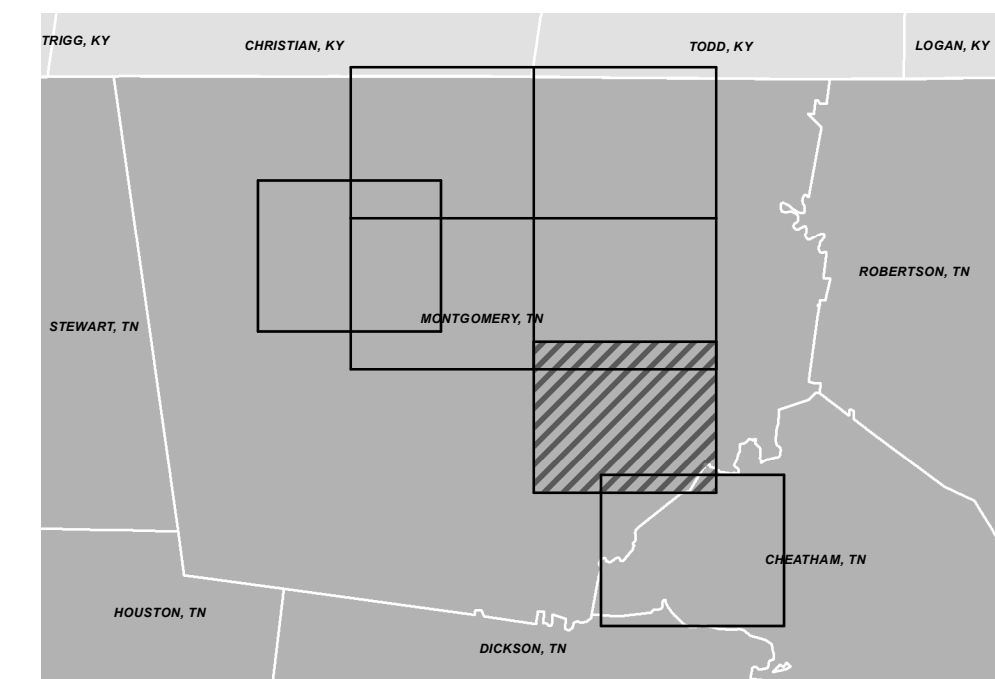 TRIGG, KY
CHRISTIAN, KY
TODD, KY
LOGAN, KY
ROBERTSON, TN
MONTGOMERY, TN
STEWART, TN
CHEATHAM, TN
HOUSTON, TN
DICKSON, TN